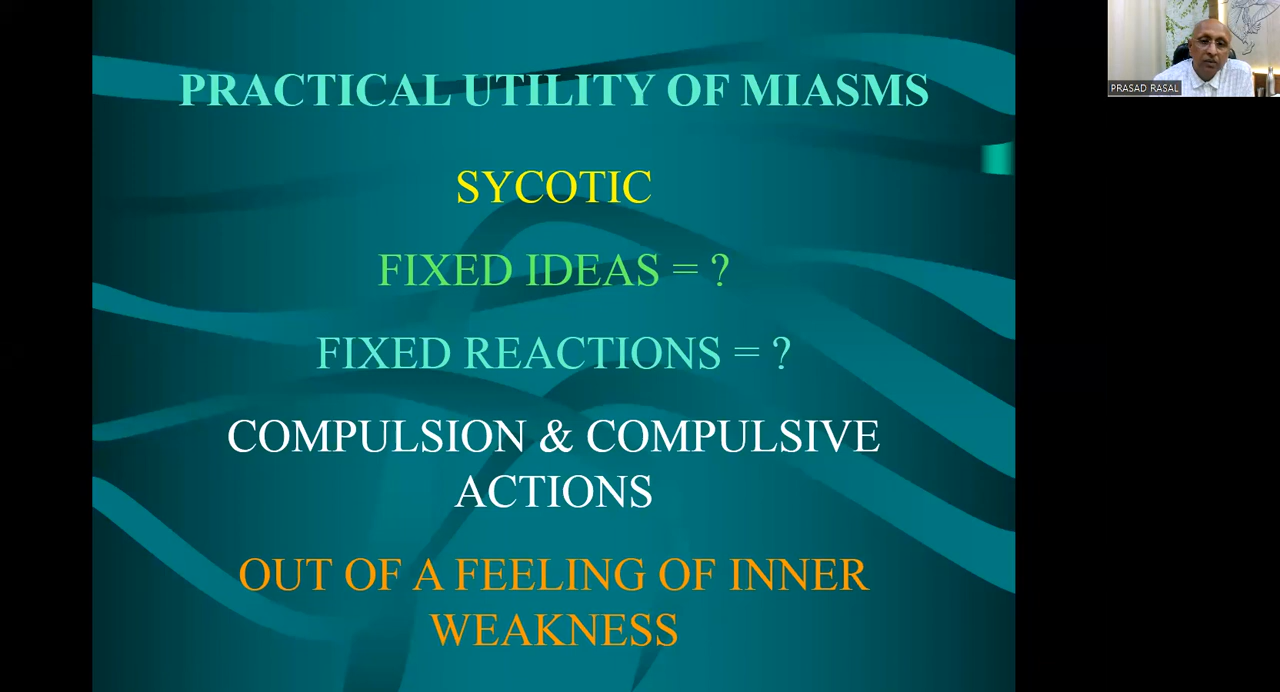 PRACTICAL UTILITY OF MIASMS
SYCOTIC
FIXED IDEAS = ?
FIXED REACTIONS = ?
COMPULSION & COMPULSIVE
ACTIONS
OUT OF A FEELING OF INNER
WEAKNESS
PRASAD RASAL